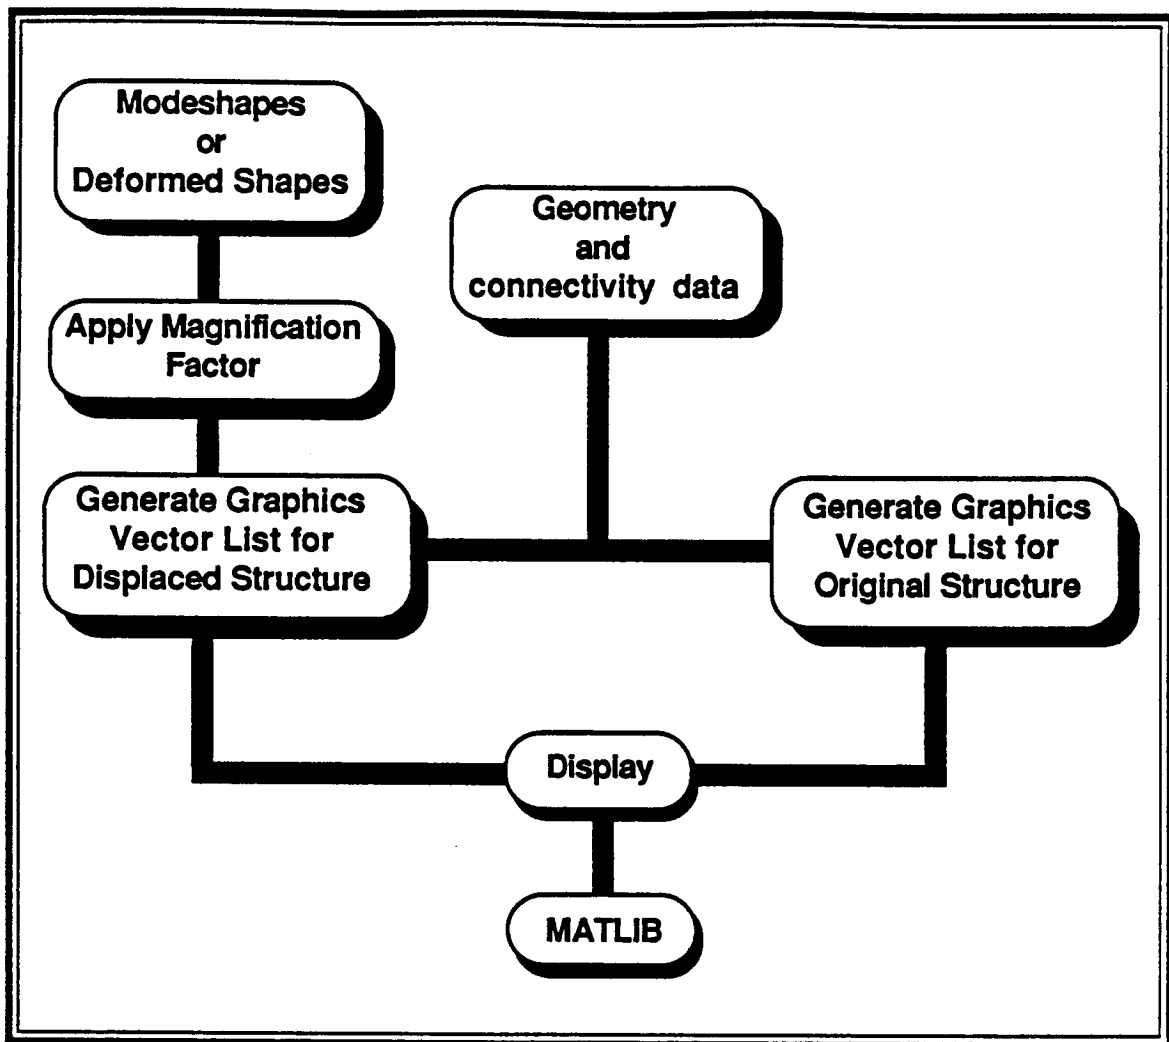 Modeshapes
or
Deformed Shapes
Geometry
and
connectivity data
Apply Magnification
Factor
Generate Graphics
Vector List for
Displaced Structure
Generate Graphics
Vector List for
Original Structure
Display
MATLIB